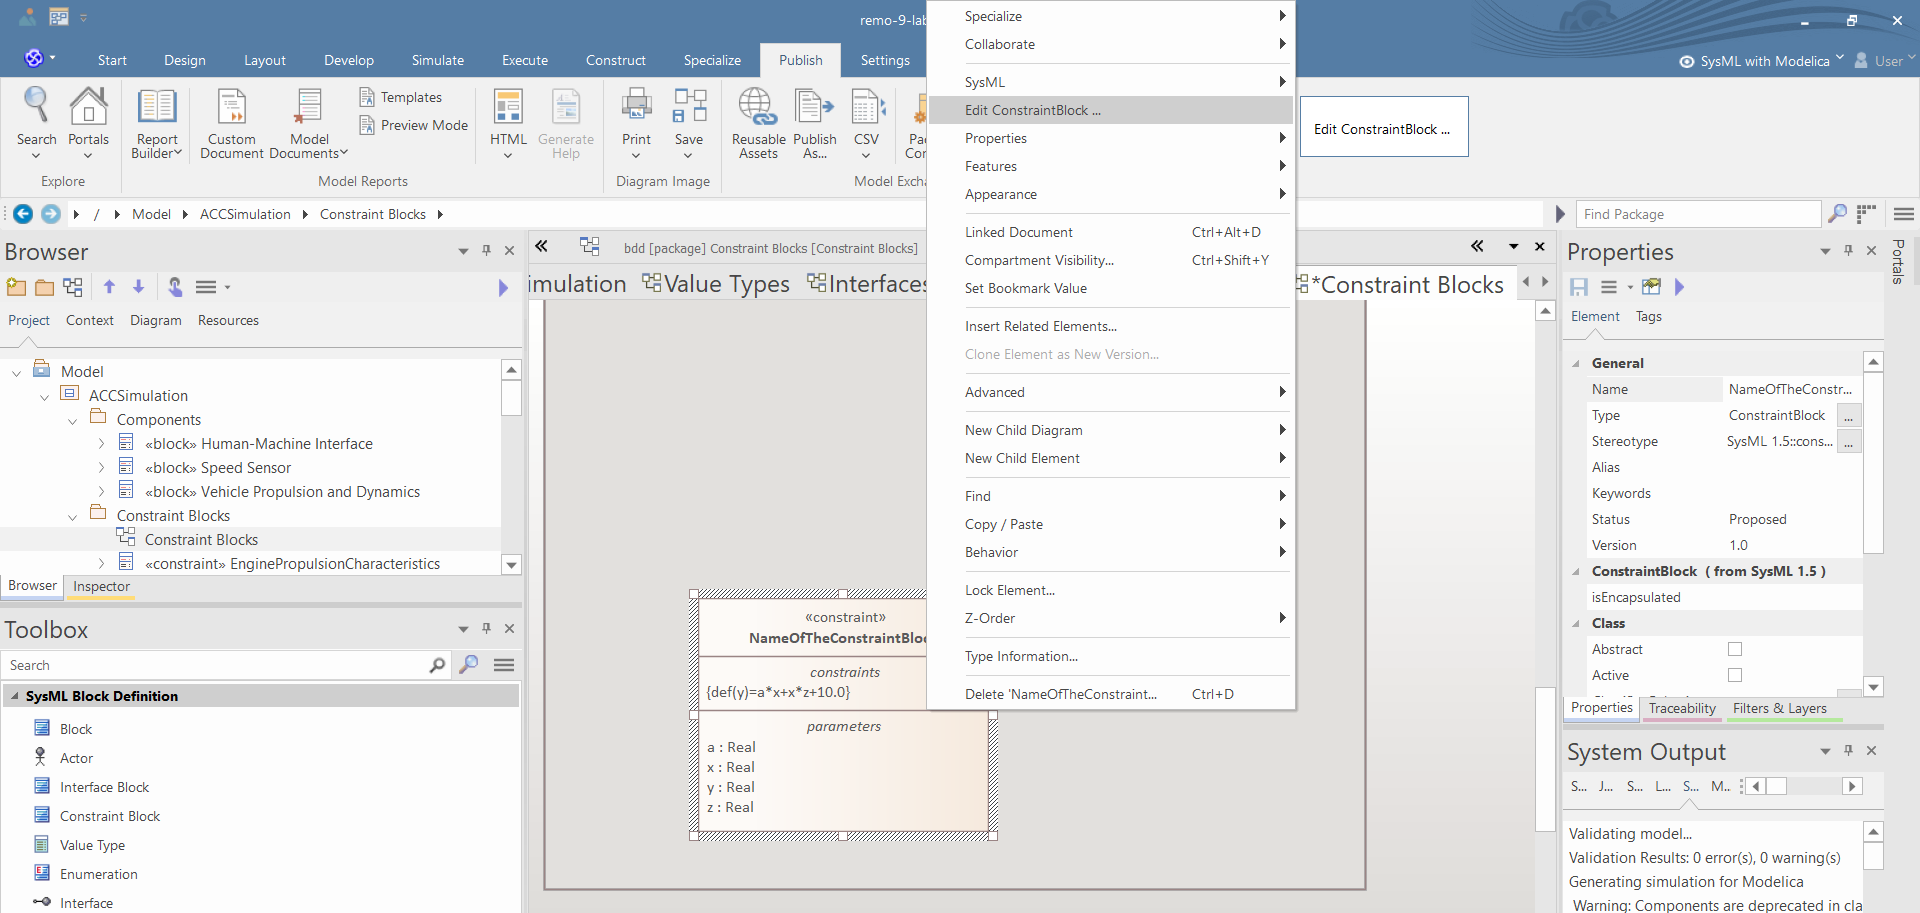 remo-9-lab
Start Design Layout Develop Simulate Execute Construct Specialize Publish Settings
SysML with Modelica User
Search
Portals
Explore
Report
Builder
Custom
Document
Model
Documents
Templates
Preview Mode
Model Reports
HTML
Generate
Help
Print
Save
Diagram Image
Reusable
Assets
Publish
As...
CSV
Model Excha
/ Model ACCSimulation Constraint Blocks
Find Package
Browser
Project Context Diagram Resources
Model
ACCSimulation
Components
«block» Human-Machine Interface
«block» Speed Sensor
«block» Vehicle Propulsion and Dynamics
Constraint Blocks
Constraint Blocks
«constraint» EnginePropulsionCharacteristics
Browser Inspector
Toolbox
Search
SysML Block Definition
Block
Actor
Interface Block
Constraint Block
Value Type
Enumeration
Interface
bdd [package] Constraint Blocks [Constraint Blocks]
imulation Value Types Interfaces
*Constraint Blocks
«constraint»
NameOfTheConstraintBloc
constraints
{def(y)=a*x+x*z+10.0}
parameters
a : Real
x : Real
y : Real
z : Real
Specialize
Collaborate
SysML
Edit ConstraintBlock ...
Properties
Features
Appearance
Linked Document Ctrl+Alt+D
Compartment Visibility... Ctrl+Shift+Y
Set Bookmark Value
Insert Related Elements...
Clone Element as New Version...
Advanced
New Child Diagram
New Child Element
Find
Copy / Paste
Behavior
Lock Element...
Z-Order
Type Information...
Delete 'NameOfTheConstraint... Ctrl+D
Edit ConstraintBlock ...
Properties
Element Tags
General
Name NameOfTheConstr...
Type ConstraintBlock ...
Stereotype SysML 1.5::cons... ...
Alias
Keywords
Status Proposed
Version 1.0
ConstraintBlock ( from SysML 1.5 )
isEncapsulated
Class
Abstract
Active
Properties Traceability Filters & Layers
Portals
System Output
S... J... S... L... S... M..
Validating model...
Validation Results: 0 error(s), 0 warning(s)
Generating simulation for Modelica
Warning: Components are deprecated in cla